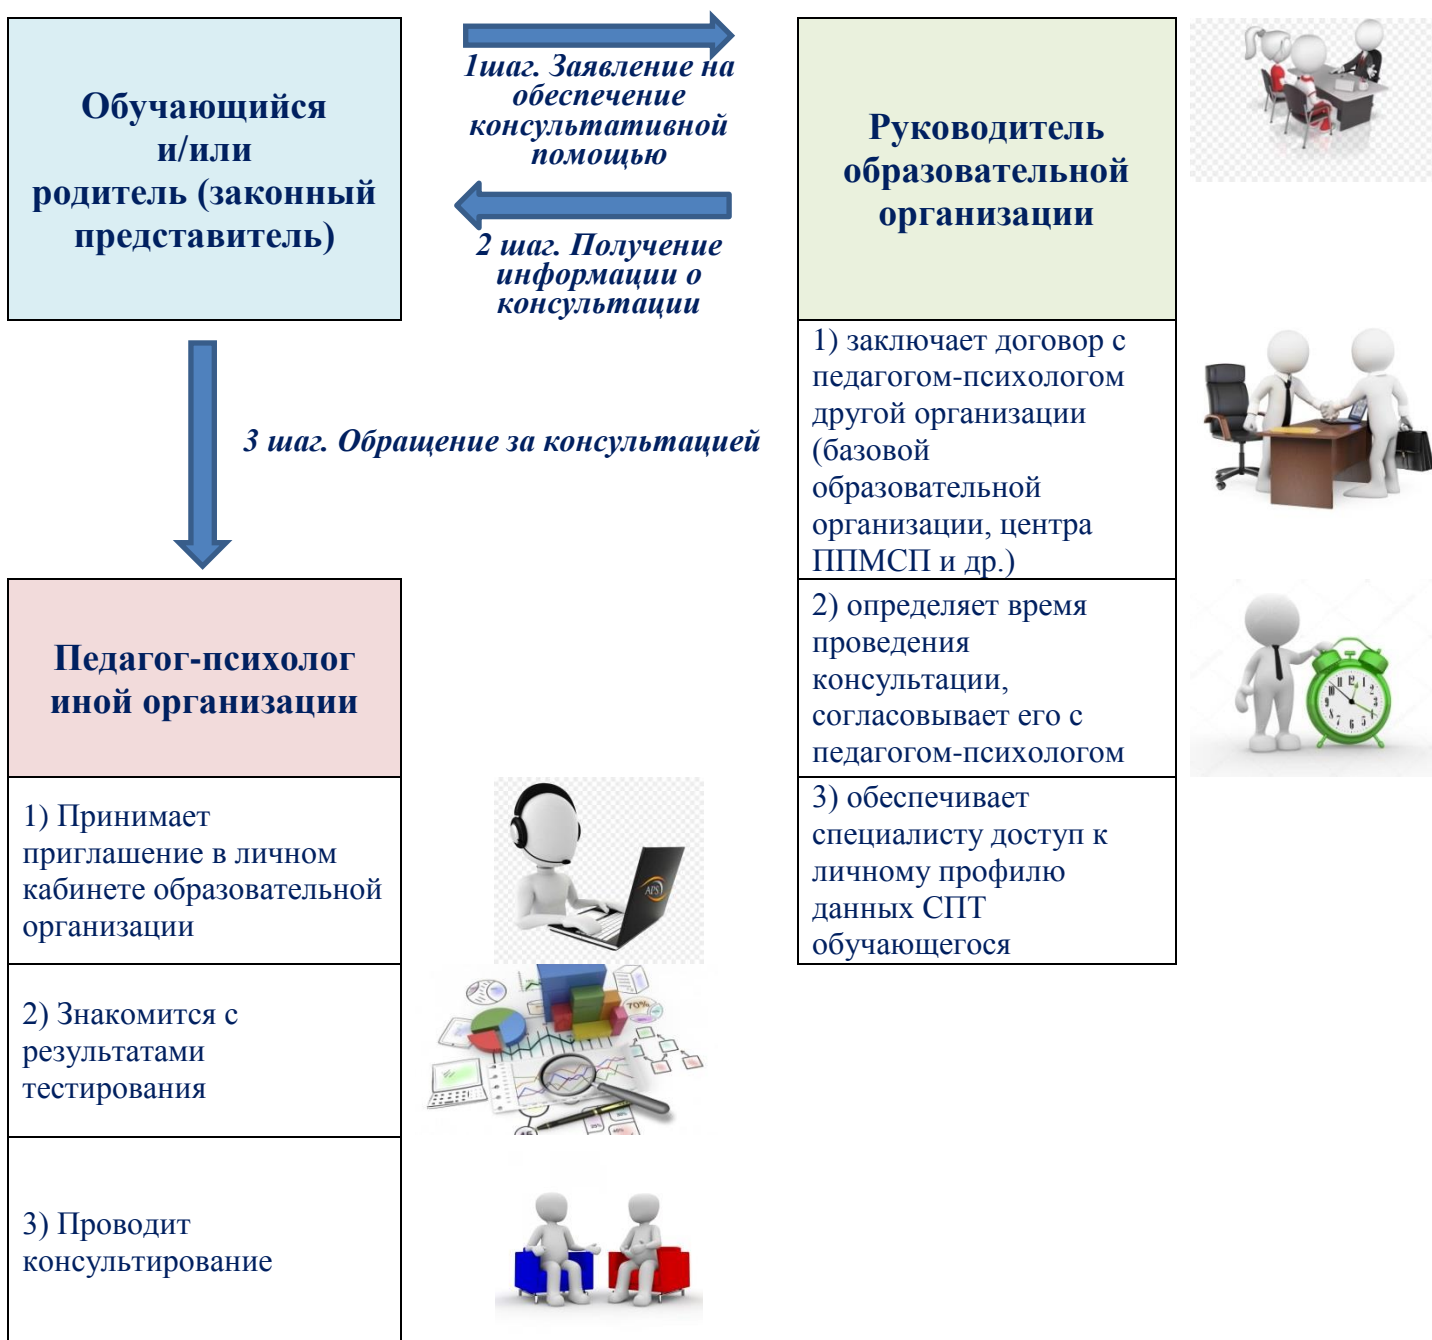 Обучающийся
и/или
родитель (законный
представитель)
1шаг. Заявление на
обеспечение
консультативной
помощью
2 шаг. Получение
информации о
консультации
Руководитель
образовательной
организации
1) заключает договор с
педагогом-психологом
другой организации
(базовой
образовательной
организации, центра
ППМСП и др.)
2) определяет время
проведения
консультации,
согласовывает его с
педагогом-психологом
3) обеспечивает
специалисту доступ к
личному профилю
данных СПТ
обучающегося
3 шаг. Обращение за консультацией
Педагог-психолог
иной организации
1) Принимает
приглашение в личном
кабинете образовательной
организации
APS
2) Знакомится с
результатами
тестирования
70%
3) Проводит
консультирование